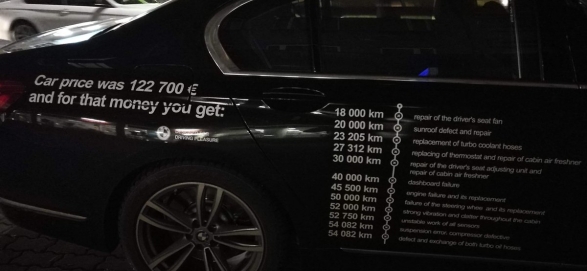 Car price was 122 700 €
and for that money you get:
DRIVING PLEASURE
18 000 km repair of the driver's seat fan
20 000 km sunroof defect and repair
23 205 km replacement of turbo coolant hoses
27 312 km replacing of thermostat and repair of cabin air freshner
30 000 km repair of the driver's seat adjusting unit and
repair of cabin air freshner
40 000 km dashboard failure
45 500 km engine failure and its replacement
50 000 km failure of the steering wheel and its replacement
52 000 km strong vibration and clatter throughout the cabin
52 750 km unstable work of all sensors
54 082 km suspension error, compressor defection
54 082 km defect and exchange of both turbo oil hoses